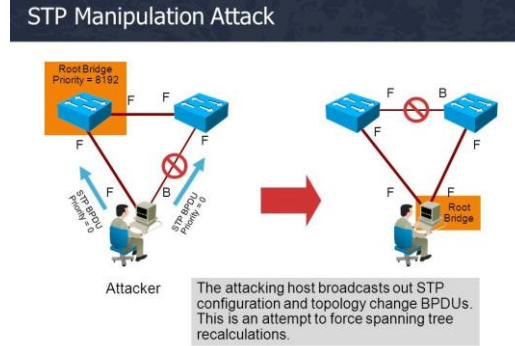 STP Manipulation Attack
Root Bridge
Priority = 8192
F
F
F
F
STP BPDU
Priority = 0
F
B
STP BPDU
Priority = 0
Attacker
F
B
F
F
F
F
Root
Bridge
The attacking host broadcasts out STP
configuration and topology change BPDUs.
This is an attempt to force spanning tree
recalculations.